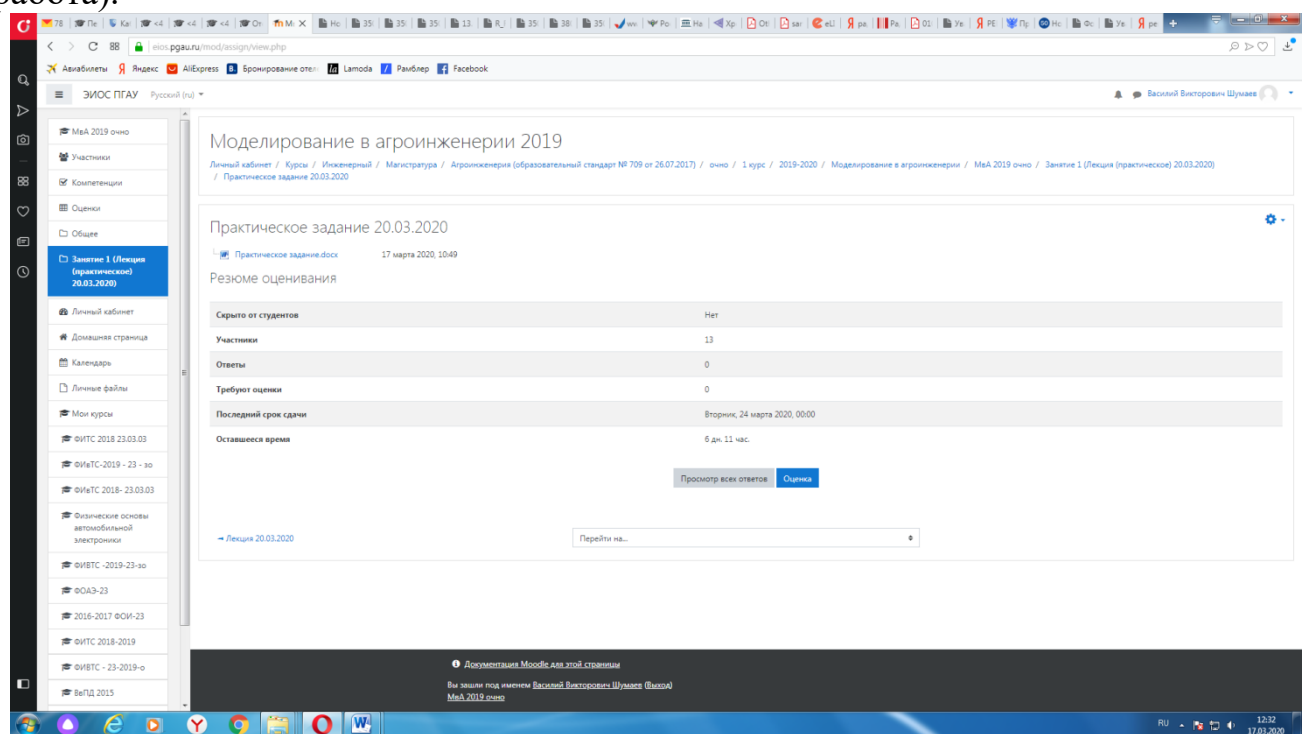 работа).
eios.pgau.ru/mod/assign/view.php
Авиабилеты Яндекс AliExpress Бронирование отел Lamoda Рамблер Facebook
ЭИОС ПГАУ Русский (ru)
Василий Викторович Шумаев
МвА 2019 очно
Участники
Компетенции
Оценки
Общее
Занятие 1 (Лекция
(практическое)
20.03.2020)
Личный кабинет
Домашняя страница
Календарь
Личные файлы
Мои курсы
ФИТС 2018 23.03.03
ФИвТС-2019 - 23 - зо
ФИвТС 2018- 23.03.03
Физические основы
автомобильной
электроники
ФИВТС -2019-23-зо
ФОАЭ-23
2016-2017 ФОИ-23
ФИТС 2018-2019
ФИВТС - 23-2019-о
ВеПД 2015
Моделирование в агроинженерии 2019
Личный кабинет / Курсы / Инженерный / Магистратура / Агроинженерия (образовательный стандарт № 709 от 26.07.2017) / очно / 1 курс / 2019-2020 / Моделирование в агроинженерии / МвА 2019 очно / Занятие 1 (Лекция (практическое) 20.03.2020)
/ Практическое задание 20.03.2020
Практическое задание 20.03.2020
Практическое задание.docx 17 марта 2020, 10:49
Резюме оценивания
Скрыто от студентов Нет
Участники 13
Ответы 0
Требуют оценки 0
Последний срок сдачи Вторник, 24 марта 2020, 00:00
Оставшееся время 6 дн. 11 час.
Просмотр всех ответов Оценка
→ Лекция 20.03.2020 Перейти на...
Документация Moodle для этой страницы
Вы зашли под именем Василий Викторович Шумаев (Выход)
МвА 2019 очно
RU 12:32
17.03.2020